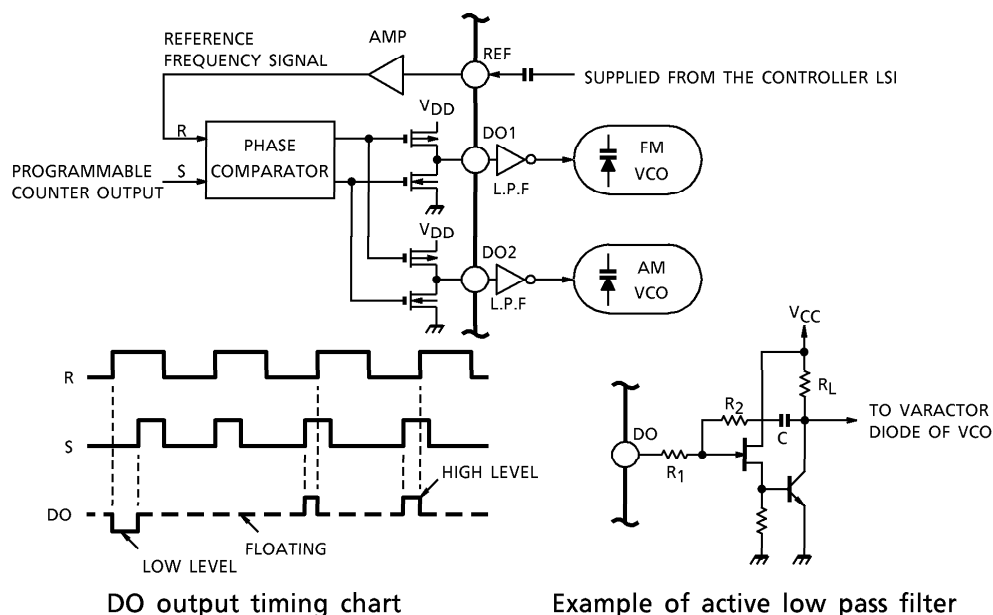 REFERENCE
FREQUENCY SIGNAL
AMP
REF
SUPPLIED FROM THE CONTROLLER LSI
VDD
R
PHASE
COMPARATOR
DO1
FM
VCO
S
PROGRAMMABLE
COUNTER OUTPUT
L.P.F
VDD
DO2
AM
VCO
L.P.F
R
S
DO
HIGH LEVEL
FLOATING
LOW LEVEL
VCC
RL
R2
C
DO
R1
TO VARACTOR
DIODE OF VCO
DO output timing chart
Example of active low pass filter